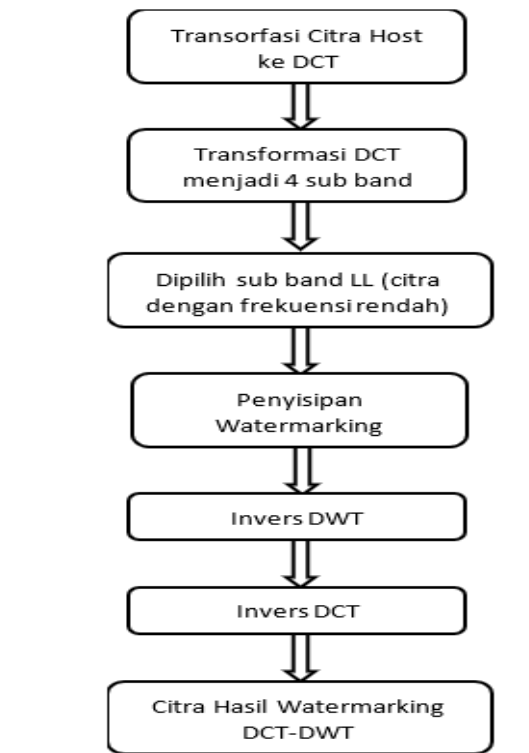 Transorfasi Citra Host
ke DCT
Transformasi DCT
menjadi 4 sub band
Dipilih sub band LL (citra
dengan frekuensi rendah)
Penyisipan
Watermarking
Invers DWT
Invers DCT
Citra Hasil Watermarking
DCT-DWT